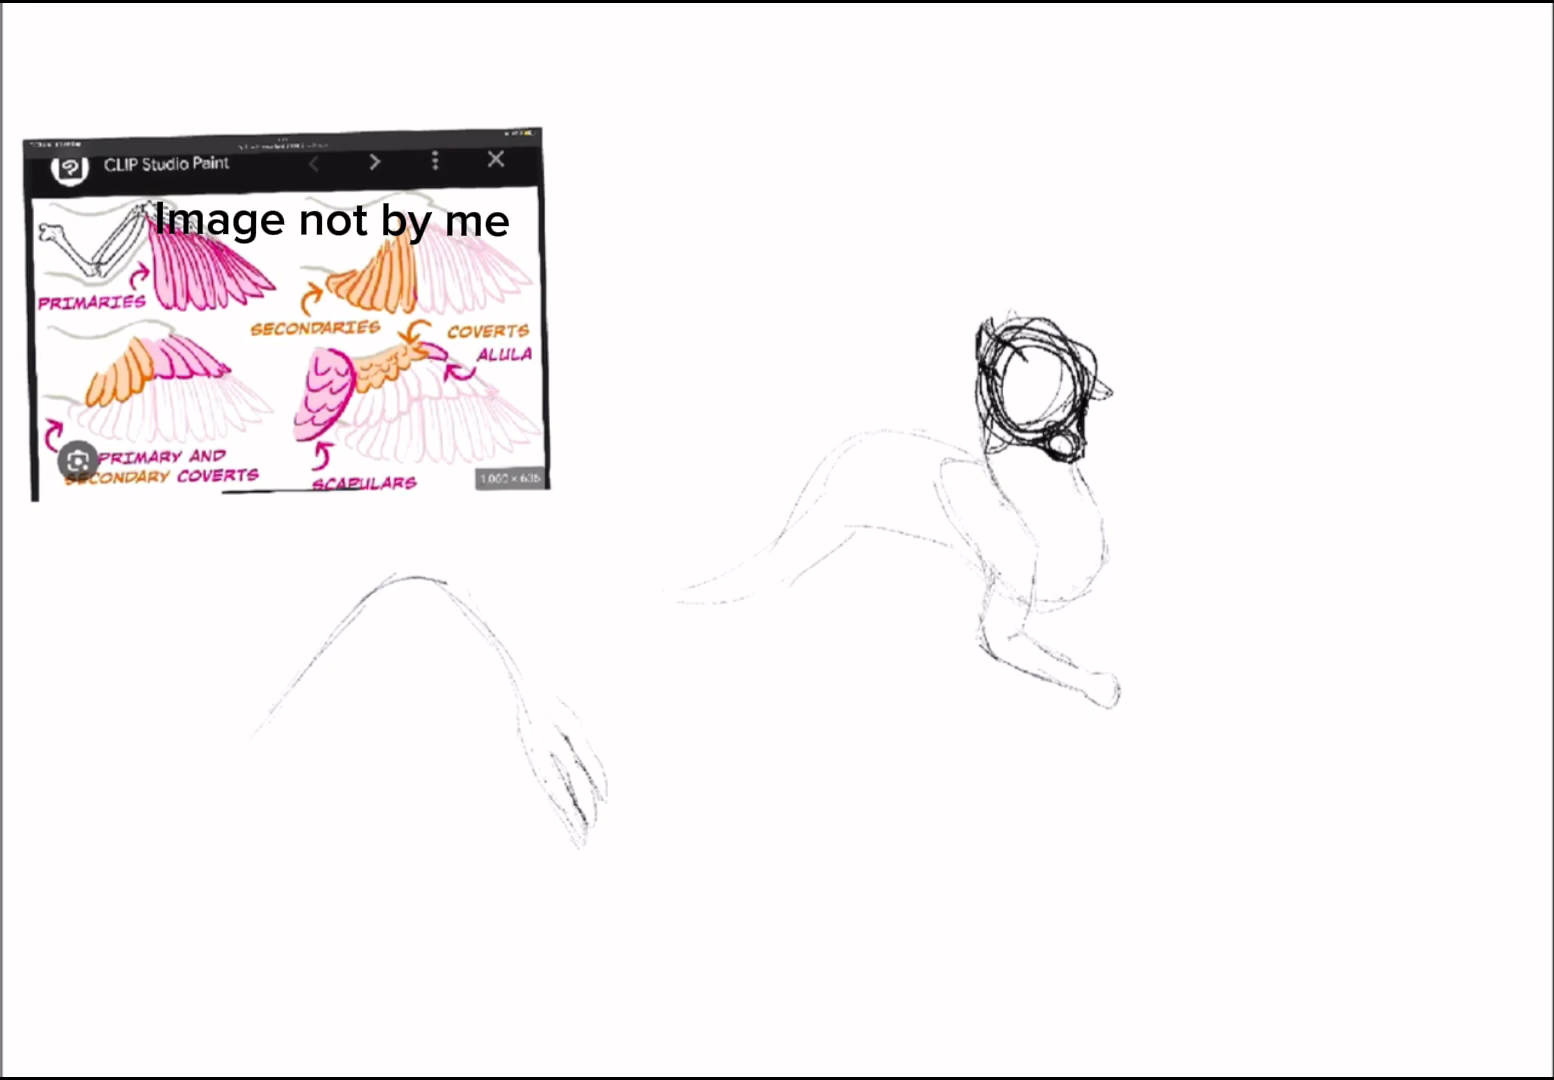 CLIP Studio Paint
Image not by me
PRIMARIES
SECONDARIES
COVERTS
ALULA
PRIMARY AND
SECONDARY COVERTS
SCAPULARS